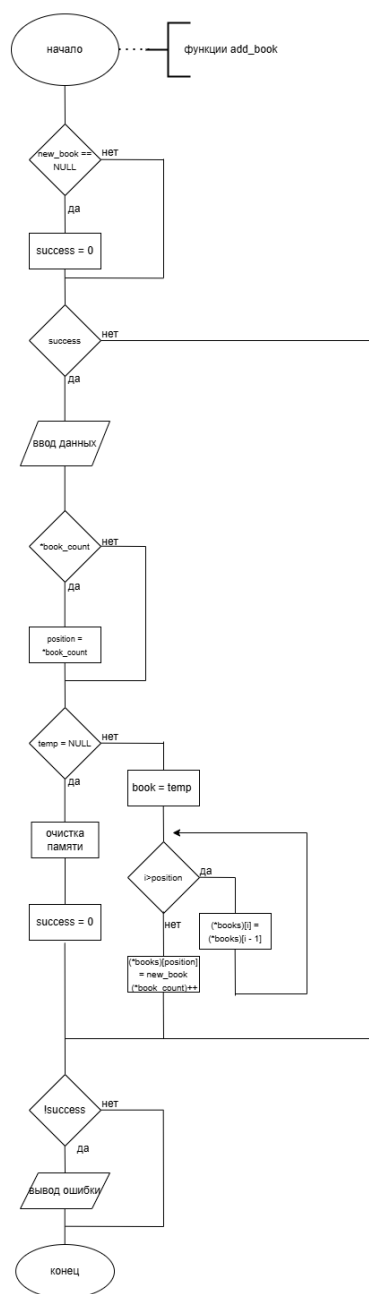 начало
функции add_book
new_book ==
NULL
нет
да
success = 0
success
нет
да
ввод данных
*book_count
нет
да
position =
*book_count
temp = NULL
нет
да
book = temp
очистка
памяти
i>position
да
нет
success = 0
(*books)[i] =
(*books)[i - 1]
(*books)[position]
= new_book
(*book_count)++
!success
нет
да
вывод ошибки
конец